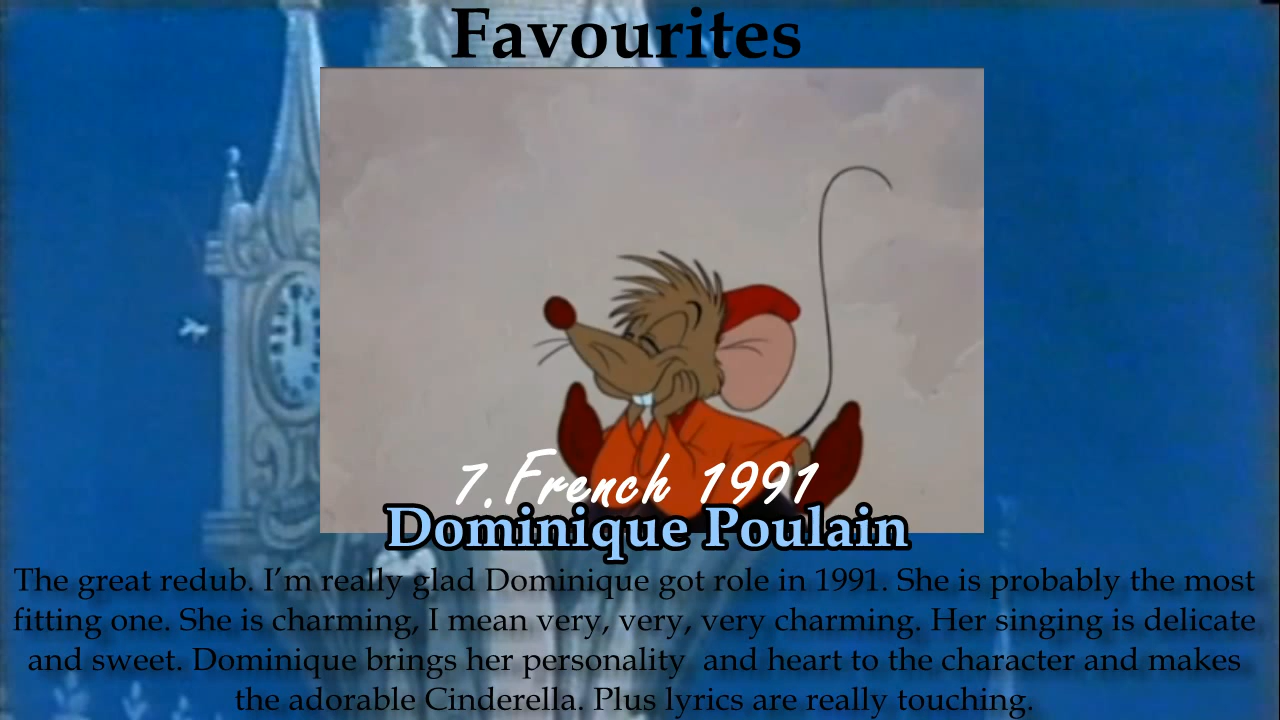 Favourites
7.French 1991
Dominique Poulain
The great redub. I'm really glad Dominique got role in 1991. She is probably the most
fitting one. She is charming, I mean very, very, very charming. Her singing is delicate
and sweet. Dominique brings her personality and heart to the character and makes
the adorable Cinderella. Plus lyrics are really touching.